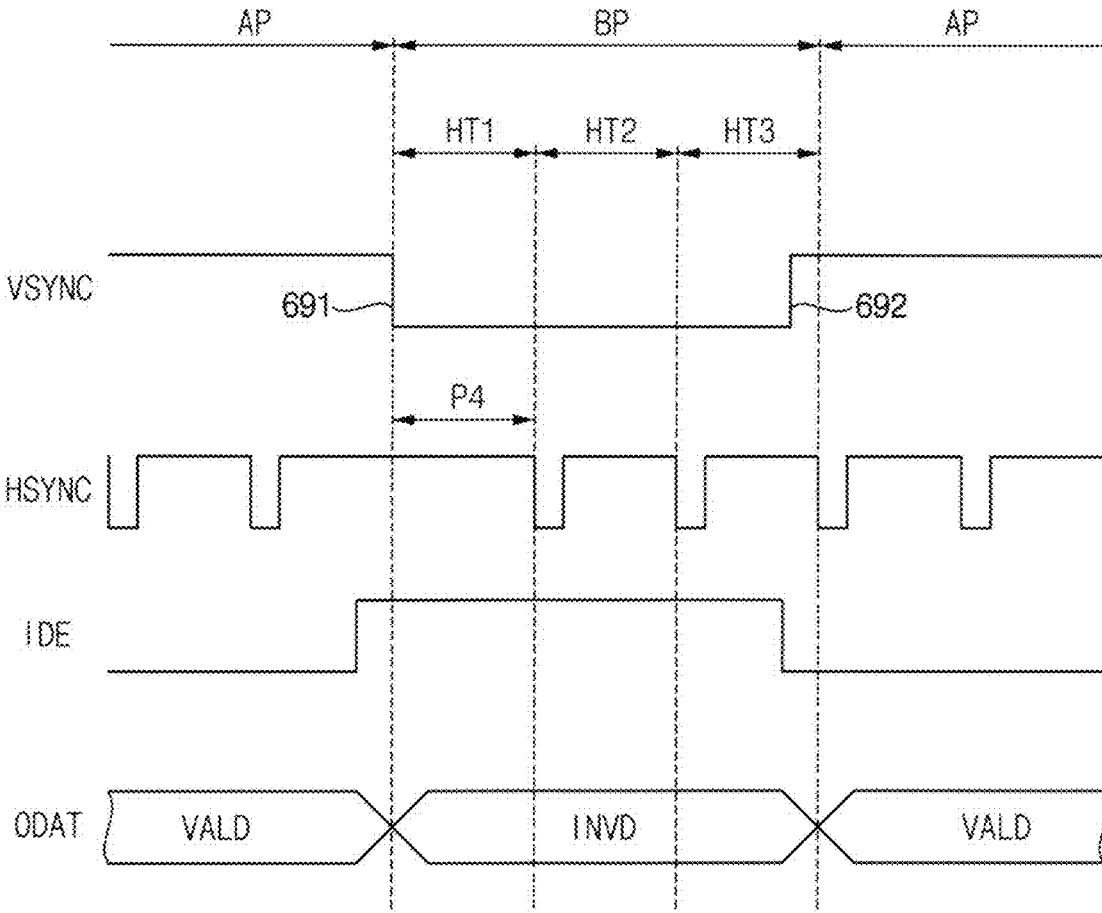 AP BP AP
HT1 HT2 HT3
VSYNC
691 692
P4
HSYNC
IDE
ODAT VALD INVD VALD